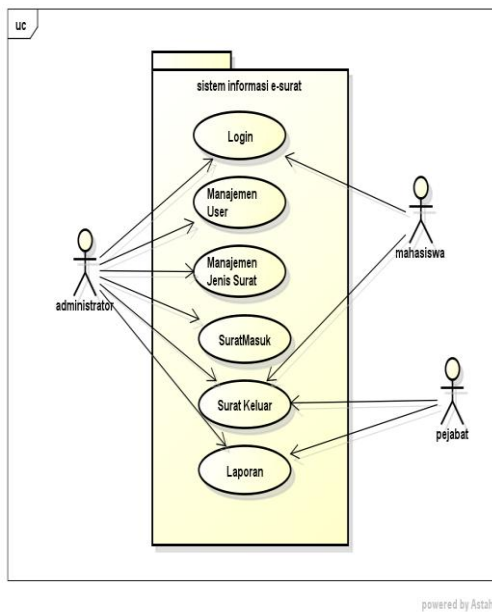 uc
sistem informasi e-surat
Login
Manajemen
User
Manajemen
Jenis Surat
SuratMasuk
Surat Keluar
Laporan
administrator
mahasiswa
pejabat
powered by Astah